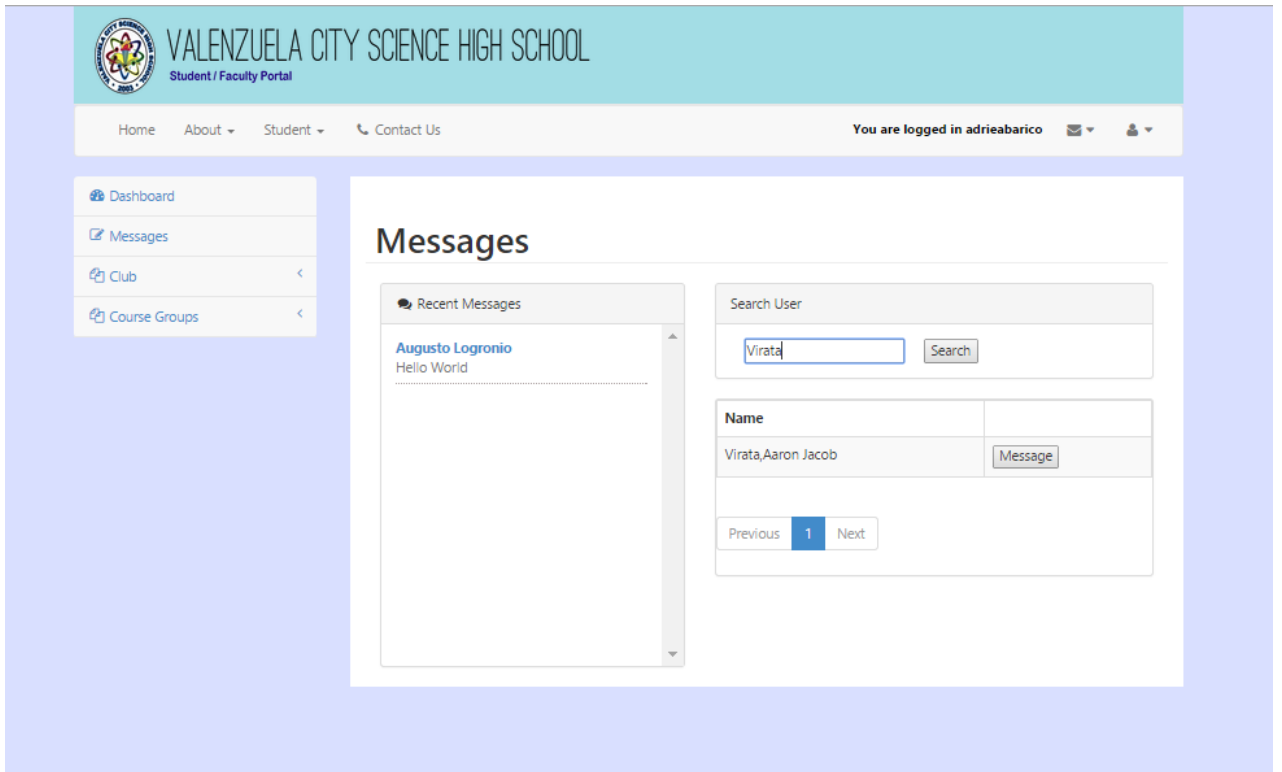 VALENZUELA CITY SCIENCE HIGH SCHOOL
Student / Faculty Portal
2003
Home About Student Contact Us You are logged in adrieabarico
Dashboard
Messages
Club
Course Groups
Messages
Recent Messages
Augusto Logronio
Hello World
Search User
Virata Search
Name
Virata,Aaron Jacob Message
Previous 1 Next